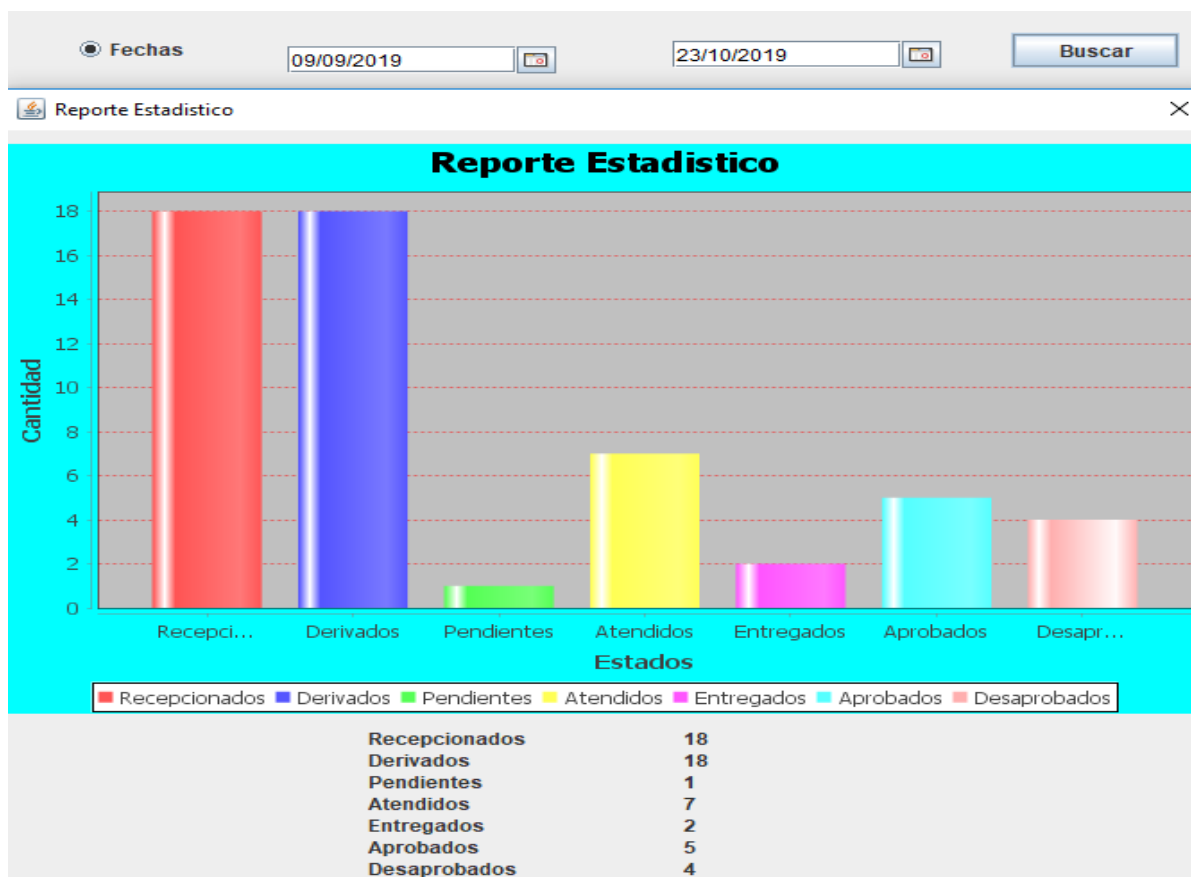 Fechas 09/09/2019 23/10/2019 Buscar
Reporte Estadistico
Reporte Estadistico
18
16
14
12
10
8
6
4
2
0
Cantidad
Recepci... Derivados Pendientes Atendidos Entregados Aprobados Desapr...
Estados
Recepcionados Derivados Pendientes Atendidos Entregados Aprobados Desaprobados
Recepcionados 18
Derivados 18
Pendientes 1
Atendidos 7
Entregados 2
Aprobados 5
Desaprobados 4